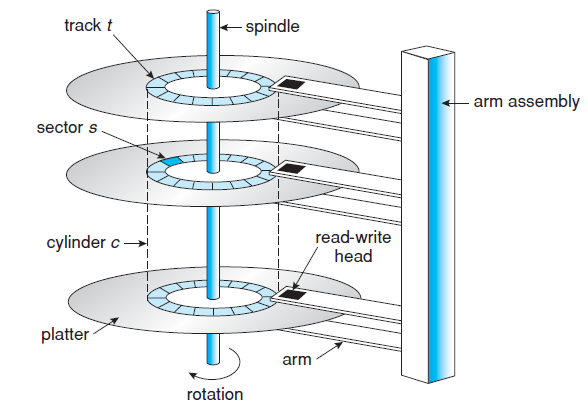 track t
spindle
arm assembly
sector s
cylinder c
read-write
head
platter
arm
rotation